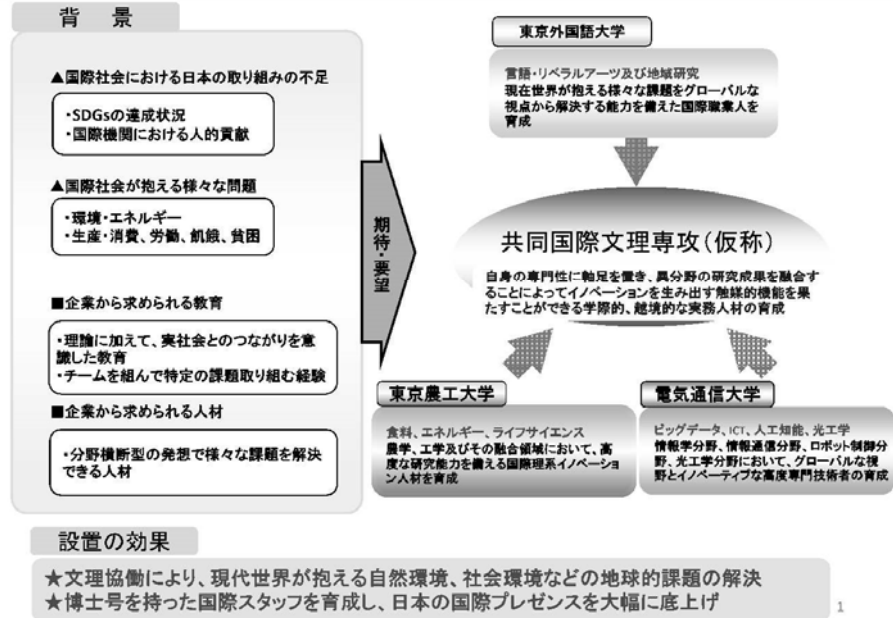 背 景
▲国際社会における日本の取り組みの不足
・SDGsの達成状況
・国際機関における人的貢献
▲国際社会が抱える様々な問題
・環境・エネルギー
・生産・消費、労働、飢餓、貧困
■企業から求められる教育
・理論に加えて、実社会とのつながりを意
識した教育
・チームを組んで特定の課題取り組む経験
■企業から求められる人材
・分野横断型の発想で様々な課題を解決
できる人材
期待・要望
東京外国語大学
言語・リベラルアーツ及び地域研究
現在世界が抱える様々な課題をグローバルな
視点から解決する能力を備えた国際職業人を
育成
共同国際文理専攻(仮称)
自身の専門性に軸足を置き、異分野の研究成果を融合す
ることによってイノベーションを生み出す触媒的機能を果
たすことができる学際的、越境的な実務人材の育成
東京農工大学
食料、エネルギー、ライフサイエンス
農学、工学及びその融合領域において、高
度な研究能力を備える国際理系イノベーショ
ン人材を育成
電気通信大学
ビッグデータ、ICT、人工知能、光工学
情報学分野、情報通信分野、ロボット制御分
野、光工学分野において、グローバルな視
野とイノベーティブな高度専門技術者の育成
設置の効果
★文理協働により、現代世界が抱える自然環境、社会環境などの地球的課題の解決
★博士号を持った国際スタッフを育成し、日本の国際プレゼンスを大幅に底上げ
1